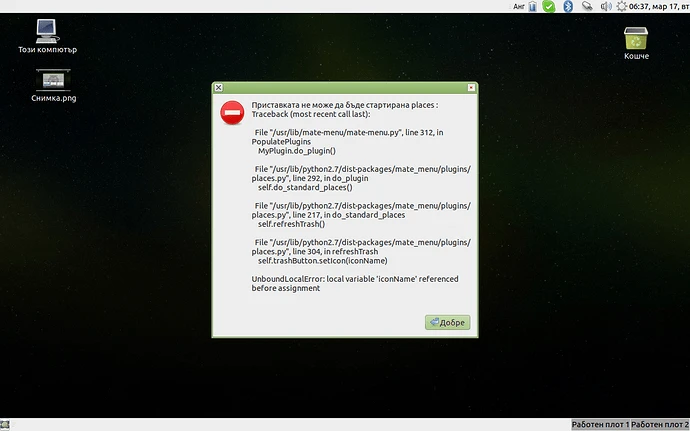 Анг
06:37, мар 17, вт
Този компютър
Снимка.png
Кошче
Приставката не може да бъде стартирана places :
Traceback (most recent call last):
File "/usr/lib/mate-menu/mate-menu.py", line 312, in
PopulatePlugins
MyPlugin.do_plugin()
File "/usr/lib/python2.7/dist-packages/mate_menu/plugins/
places.py", line 292, in do_plugin
self.do_standard_places()
File "/usr/lib/python2.7/dist-packages/mate_menu/plugins/
places.py", line 217, in do_standard_places
self.refreshTrash()
File "/usr/lib/python2.7/dist-packages/mate_menu/plugins/
places.py", line 304, in refreshTrash
self.trashButton.setIcon(iconName)
UnboundLocalError: local variable 'iconName' referenced
before assignment
Добре
Работен плот 1 Работен плот 2